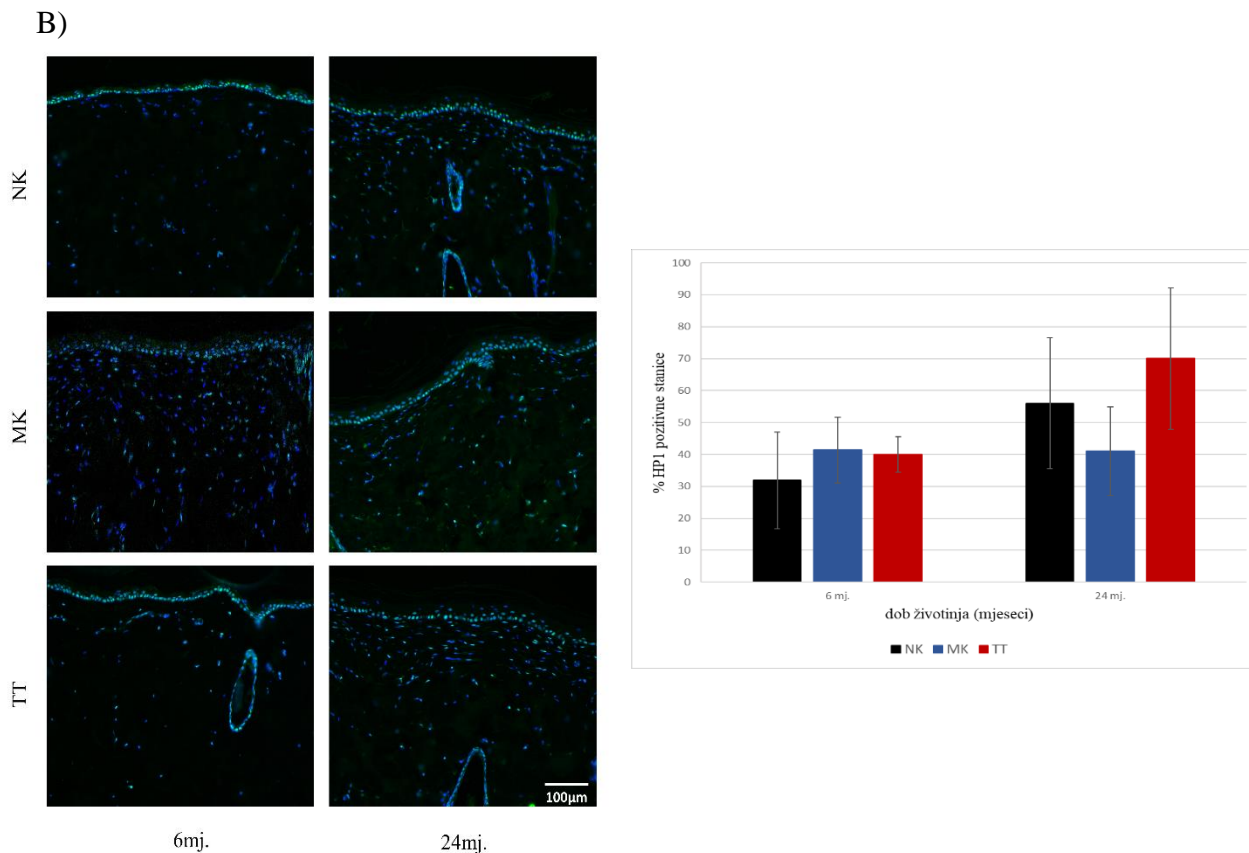 B)
NK
MK
TT
100µm
6mj.
24mj.
% HP1 pozitivne stanice
100
90
80
70
60
50
40
30
20
10
0
6 mj.
24 mj.
dob životinja (mjeseci)
NK MK TT